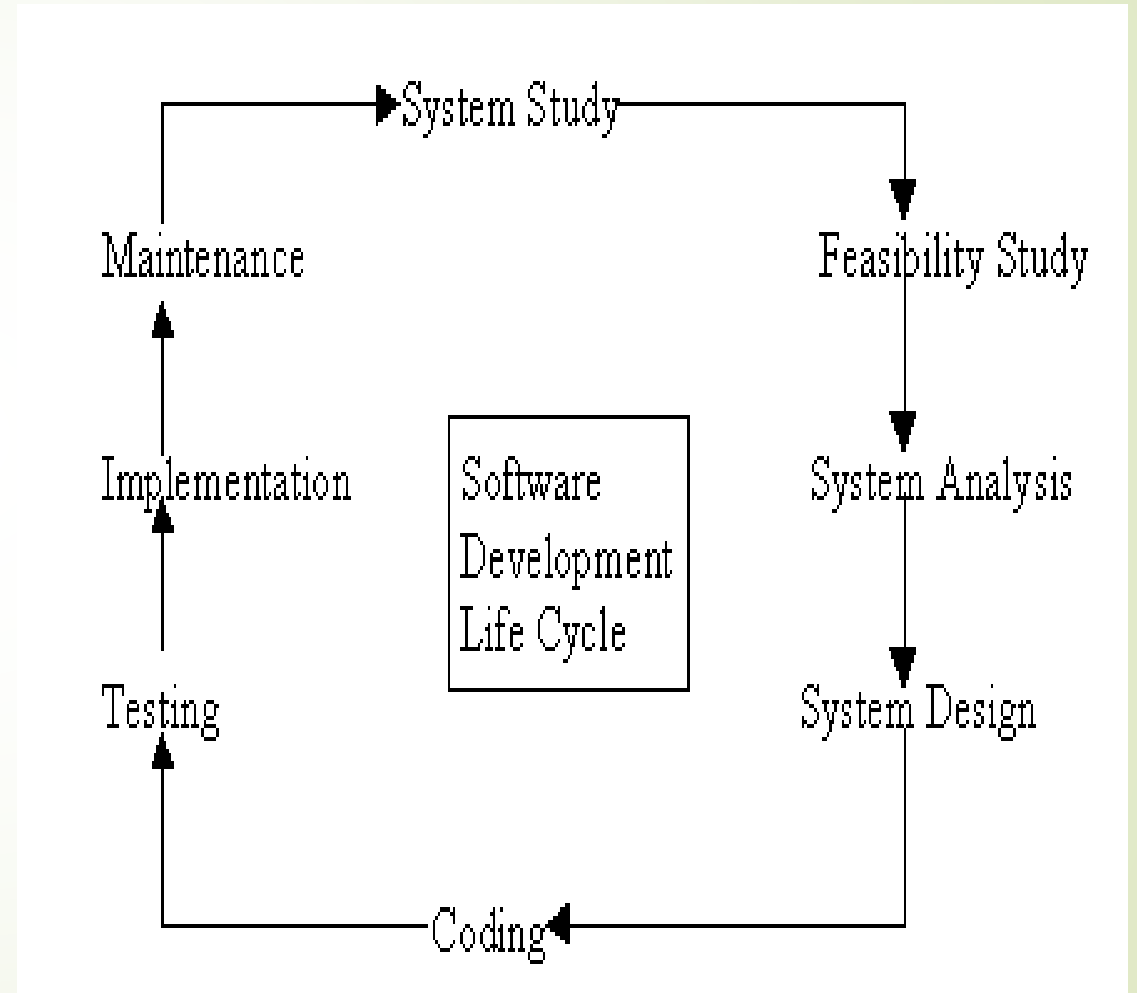 System Study
Maintenance
Feasibility Study
Implementation
Software
Development
Life Cycle
System Analysis
Testing
System Design
Coding